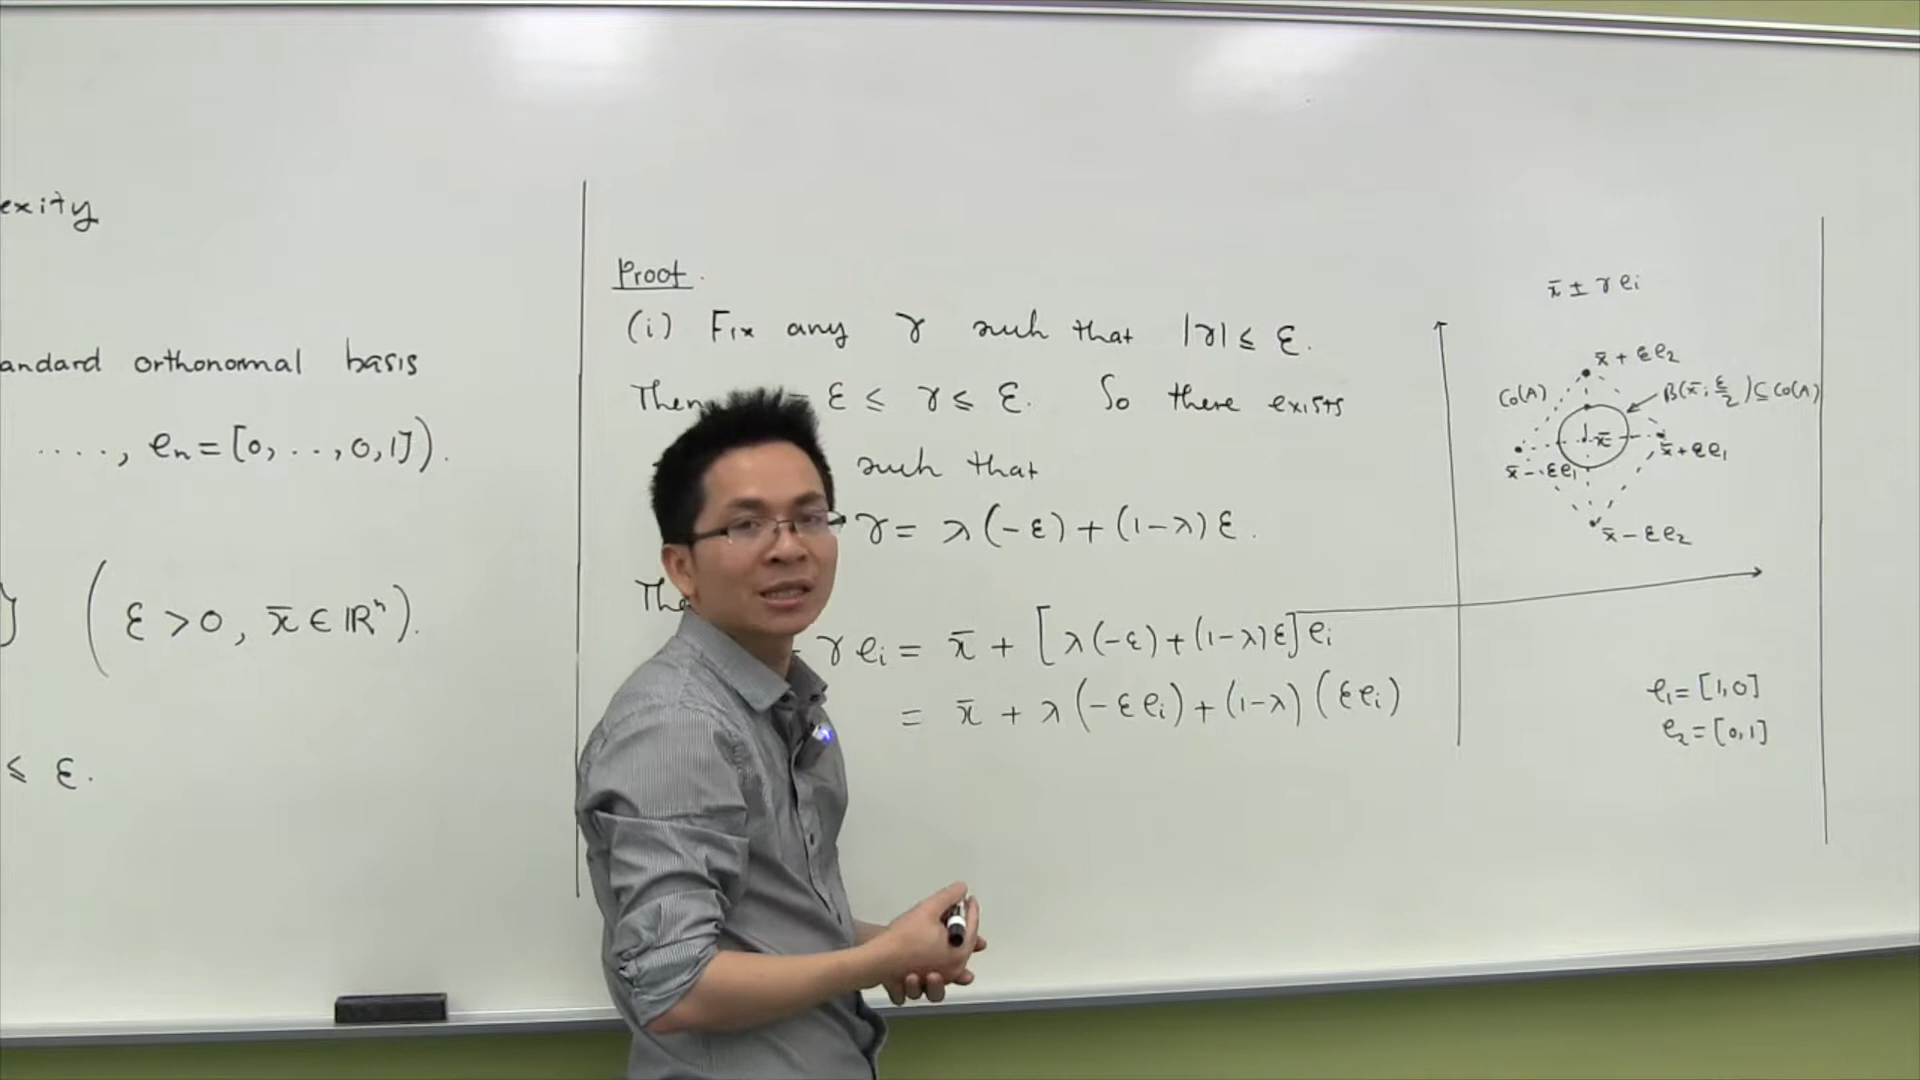 exity
andard orthonormal basis
...., eₙ = [0, .., 0, 1]).
} (ε > 0, x̄ ∈ ℝⁿ).
≤ ε.
Proof.
(i) Fix any γ such that |γ| ≤ ε.
Then - ε ≤ γ ≤ ε. So there exists
such that
γ = λ(-ε) + (1-λ)ε.
The
γeᵢ = x̄ + [λ(-ε) + (1-λ)ε]eᵢ
= x̄ + λ(-εeᵢ) + (1-λ)(εeᵢ)
x̄ ± γeᵢ
x̄ + εe₂
co(A)
B(x̄; ε/2) ⊆ co(A)
x̄
x̄ - εe₁
x̄ + εe₁
x̄ - εe₂
e₁ = [1,0]
e₂ = [0,1]